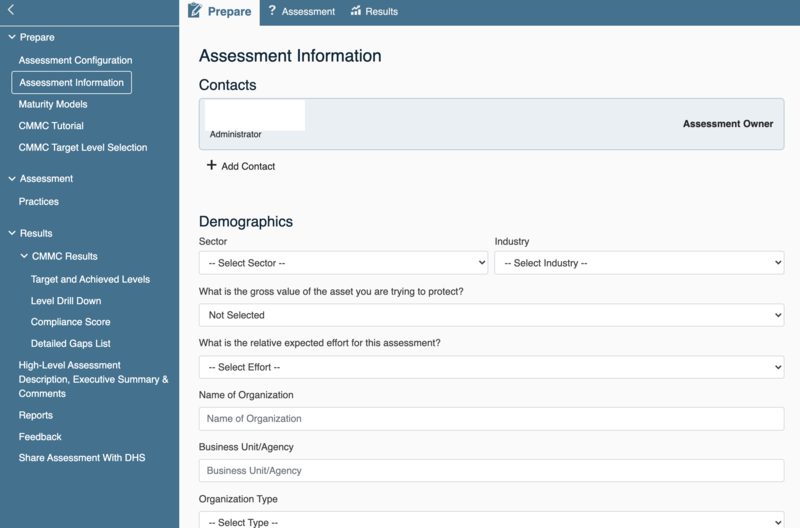 Prepare
Assessment
Results
Prepare
Assessment Configuration
Assessment Information
Maturity Models
CMMC Tutorial
CMMC Target Level Selection
Assessment
Practices
Results
CMMC Results
Target and Achieved Levels
Level Drill Down
Compliance Score
Detailed Gaps List
High-Level Assessment
Description, Executive Summary &
Comments
Reports
Feedback
Share Assessment With DHS
Assessment Information
Contacts
Administrator
Assessment Owner
+ Add Contact
Demographics
Sector
Industry
-- Select Sector --
-- Select Industry --
What is the gross value of the asset you are trying to protect?
Not Selected
What is the relative expected effort for this assessment?
-- Select Effort --
Name of Organization
Name of Organization
Business Unit/Agency
Business Unit/Agency
Organization Type
-- Select Type --